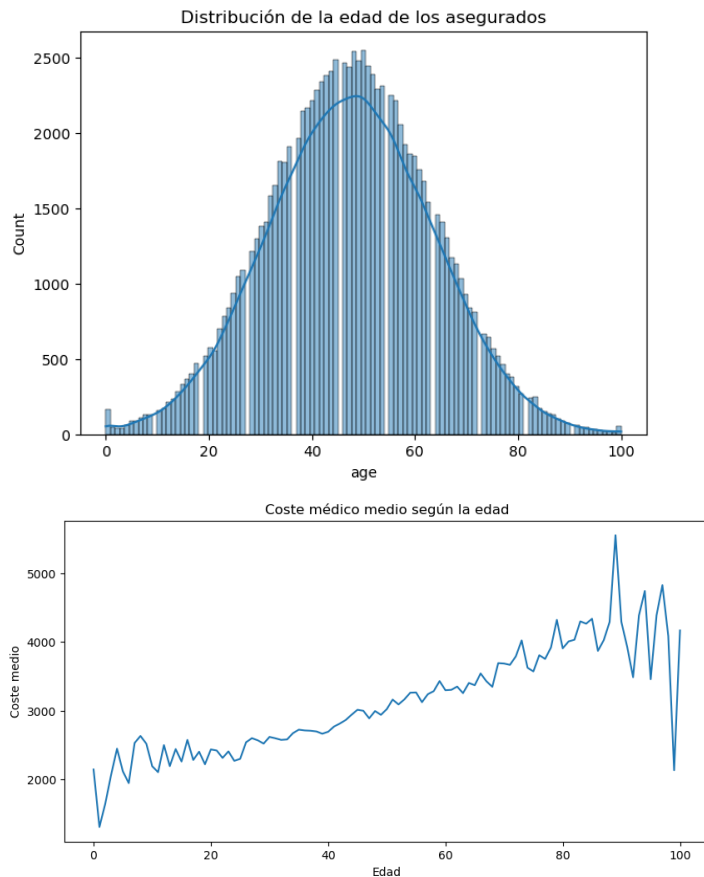 Distribución de la edad de los asegurados
2500
2000
1500
1000
500
0
Count
0 20 40 60 80 100
age
Coste médico medio según la edad
5000
4000
3000
2000
Coste medio
0 20 40 60 80 100
Edad